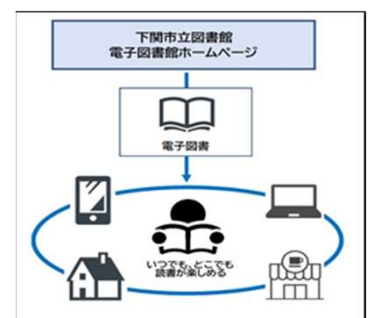 下関市立図書館
電子図書館ホームページ
電子図書
いつでも、どこでも
読書が楽しめる